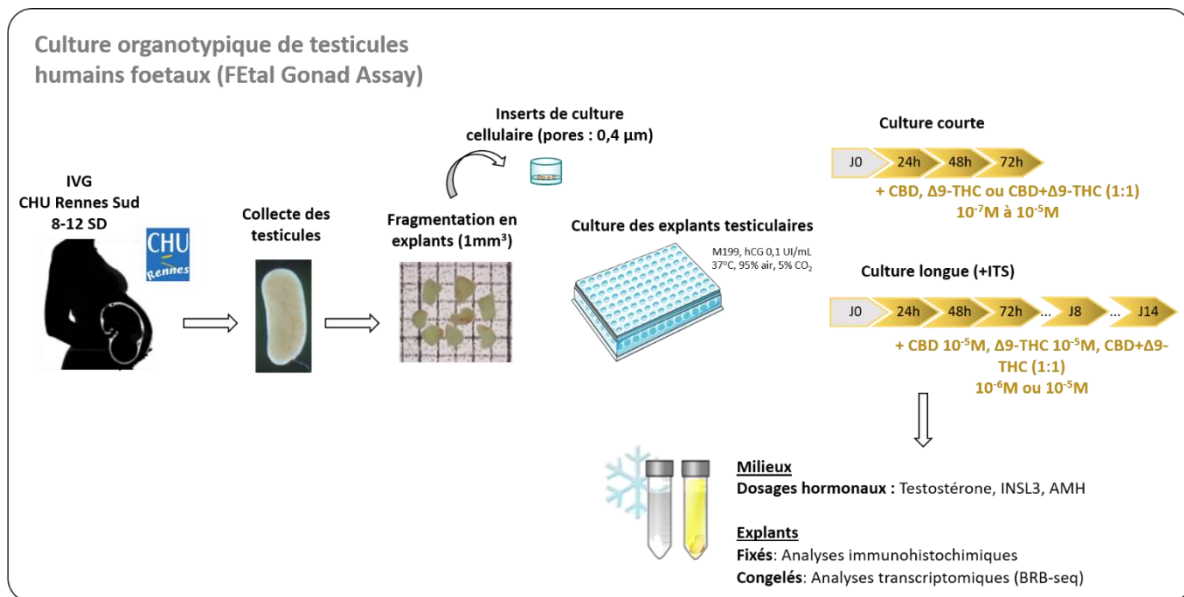 Culture organotypique de testicules
humains foetaux (FEtal Gonad Assay)
IVG
CHU Rennes Sud
8-12 SD
CHU
Rennes
Collecte des
testicules
Fragmentation en
explants (1mm³)
Inserts de culture
cellulaire (pores : 0,4 µm)
Culture des explants testiculaires
M199, hCG 0,1 UI/mL
37°C, 95% air, 5% CO₂
Culture courte
J0 24h 48h 72h
+ CBD, Δ9-THC ou CBD+Δ9-THC (1:1)
10⁻⁷M à 10⁻⁵M
Culture longue (+ITS)
J0 24h 48h 72h ... J8 ... J14
+ CBD 10⁻⁵M, Δ9-THC 10⁻⁵M, CBD+Δ9-
THC (1:1)
10⁻⁶M ou 10⁻⁵M
Milieux
Dosages hormonaux : Testostérone, INSL3, AMH
Explants
Fixés: Analyses immunohistochimiques
Congelés: Analyses transcriptomiques (BRB-seq)